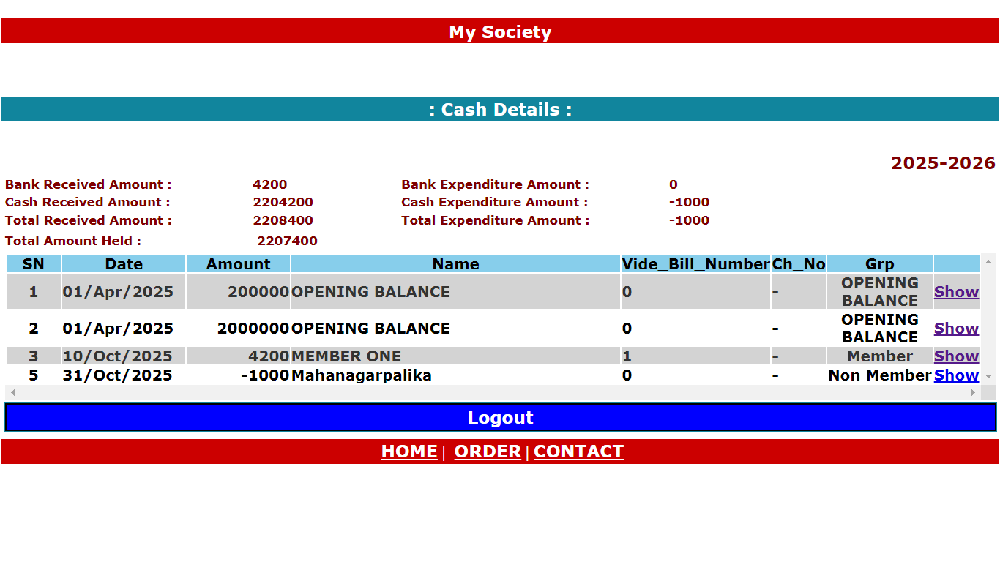 My Society
: Cash Details :
2025-2026
Bank Received Amount : 4200 Bank Expenditure Amount : 0
Cash Received Amount : 2204200 Cash Expenditure Amount : -1000
Total Received Amount : 2208400 Total Expenditure Amount : -1000
Total Amount Held : 2207400
SN Date Amount Name Vide_Bill_Number Ch_No Grp
1 01/Apr/2025 200000 OPENING BALANCE 0 - OPENING BALANCE Show
2 01/Apr/2025 2000000 OPENING BALANCE 0 - OPENING BALANCE Show
3 10/Oct/2025 4200 MEMBER ONE 1 - Member Show
5 31/Oct/2025 -1000 Mahanagarpalika 0 - Non Member Show
Logout
HOME | ORDER | CONTACT